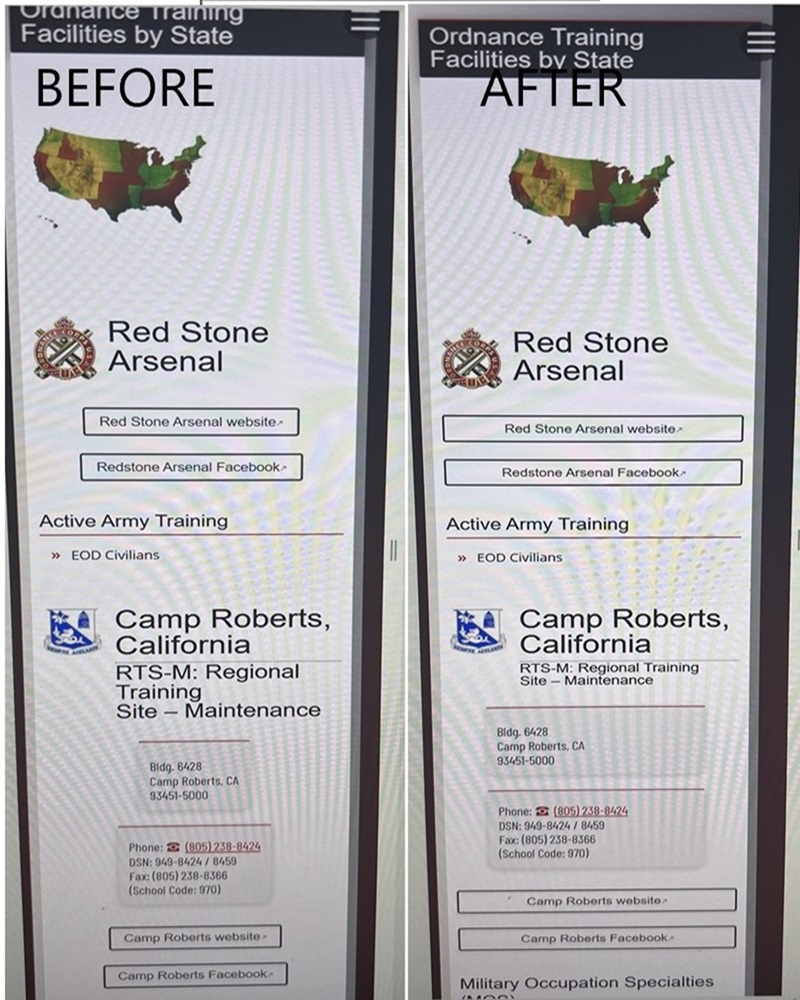 Ordnance Training
Facilities by State
BEFORE
Red Stone
Arsenal
Red Stone Arsenal website
Redstone Arsenal Facebook
Active Army Training
» EOD Civilians
Camp Roberts,
California
RTS-M: Regional
Training
Site – Maintenance
Bldg. 6428
Camp Roberts, CA
93451-5000
Phone: ☎ (805) 238-8424
DSN: 949-8424 / 8459
Fax: (805) 238-8366
(School Code: 970)
Camp Roberts website
Camp Roberts Facebook
Ordnance Training
Facilities by State
AFTER
Red Stone
Arsenal
Red Stone Arsenal website
Redstone Arsenal Facebook
Active Army Training
» EOD Civilians
Camp Roberts,
California
RTS-M: Regional Training
Site – Maintenance
Bldg. 6428
Camp Roberts, CA
93451-5000
Phone: ☎ (805) 238-8424
DSN: 949-8424 / 8459
Fax: (805) 238-8366
(School Code: 970)
Camp Roberts website
Camp Roberts Facebook
Military Occupation Specialties